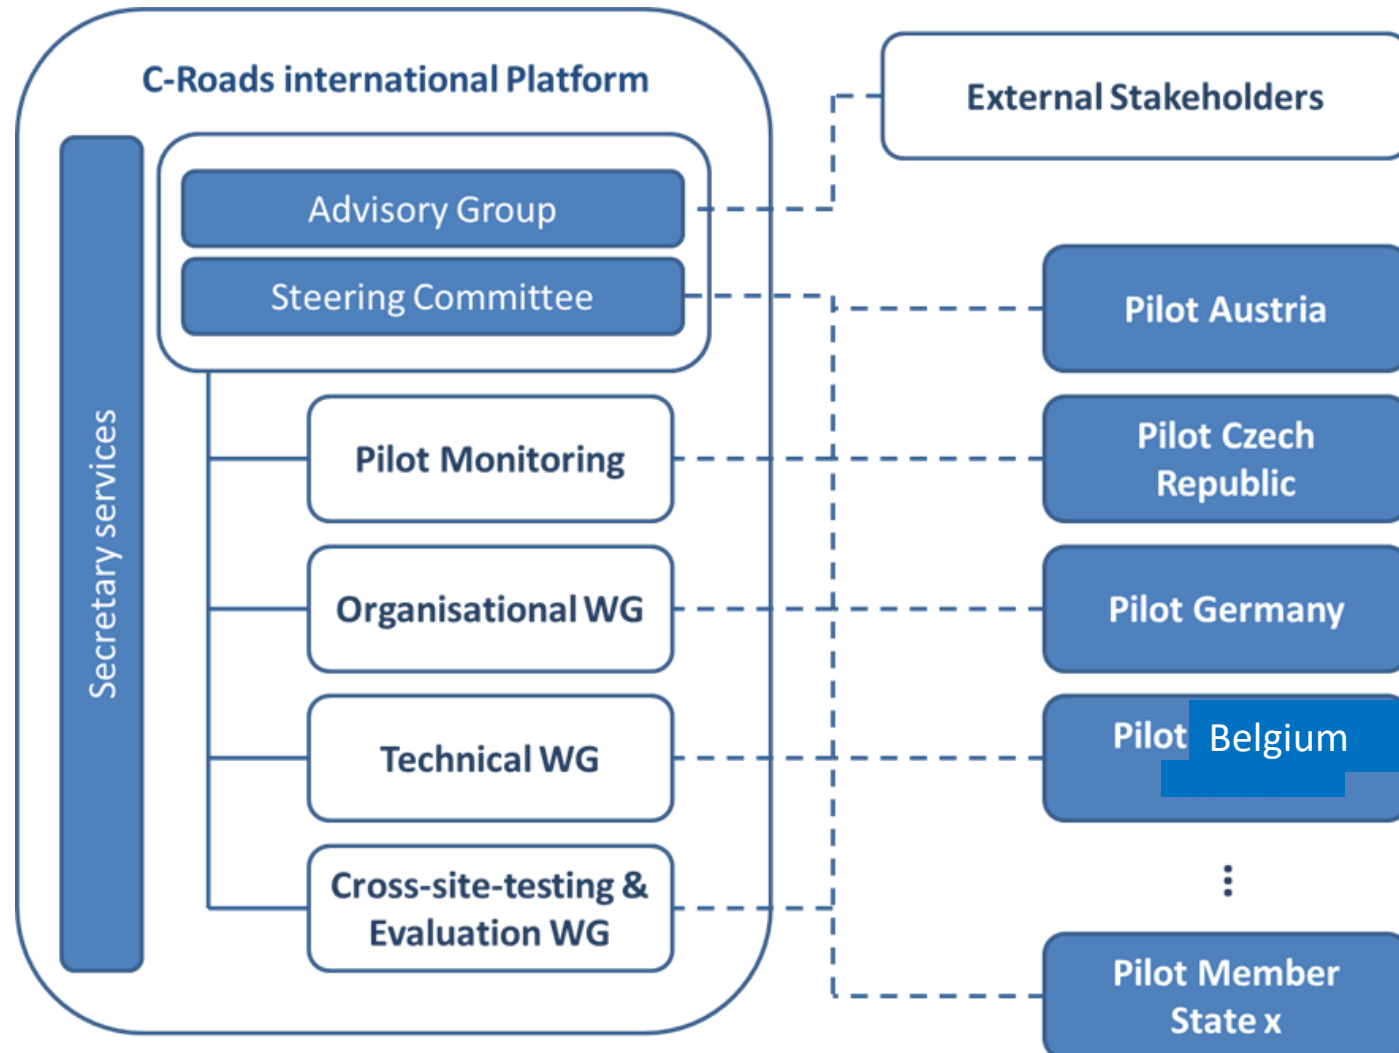 C-Roads international Platform
External Stakeholders
Secretary services
Advisory Group
Steering Committee
Pilot Monitoring
Organisational WG
Technical WG
Cross-site-testing &
Evaluation WG
Pilot Austria
Pilot Czech
Republic
Pilot Germany
Pilot Belgium
⋮
Pilot Member
State x